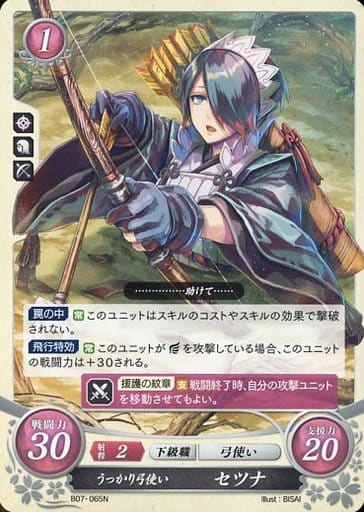 1
……………助けて……
罠の中 常 このユニットはスキルのコストやスキルの効果で撃破
されない。
飛行特効 常 このユニットが を攻撃している場合、このユニット
の戦闘力は+30される。
援護の紋章 支 戦闘終了時、自分の攻撃ユニット
を移動させてもよい。
戦闘力
30
射程 2 下級職 弓使い
支援力
20
うっかり弓使い セツナ
B07-065N Illust : BISAI